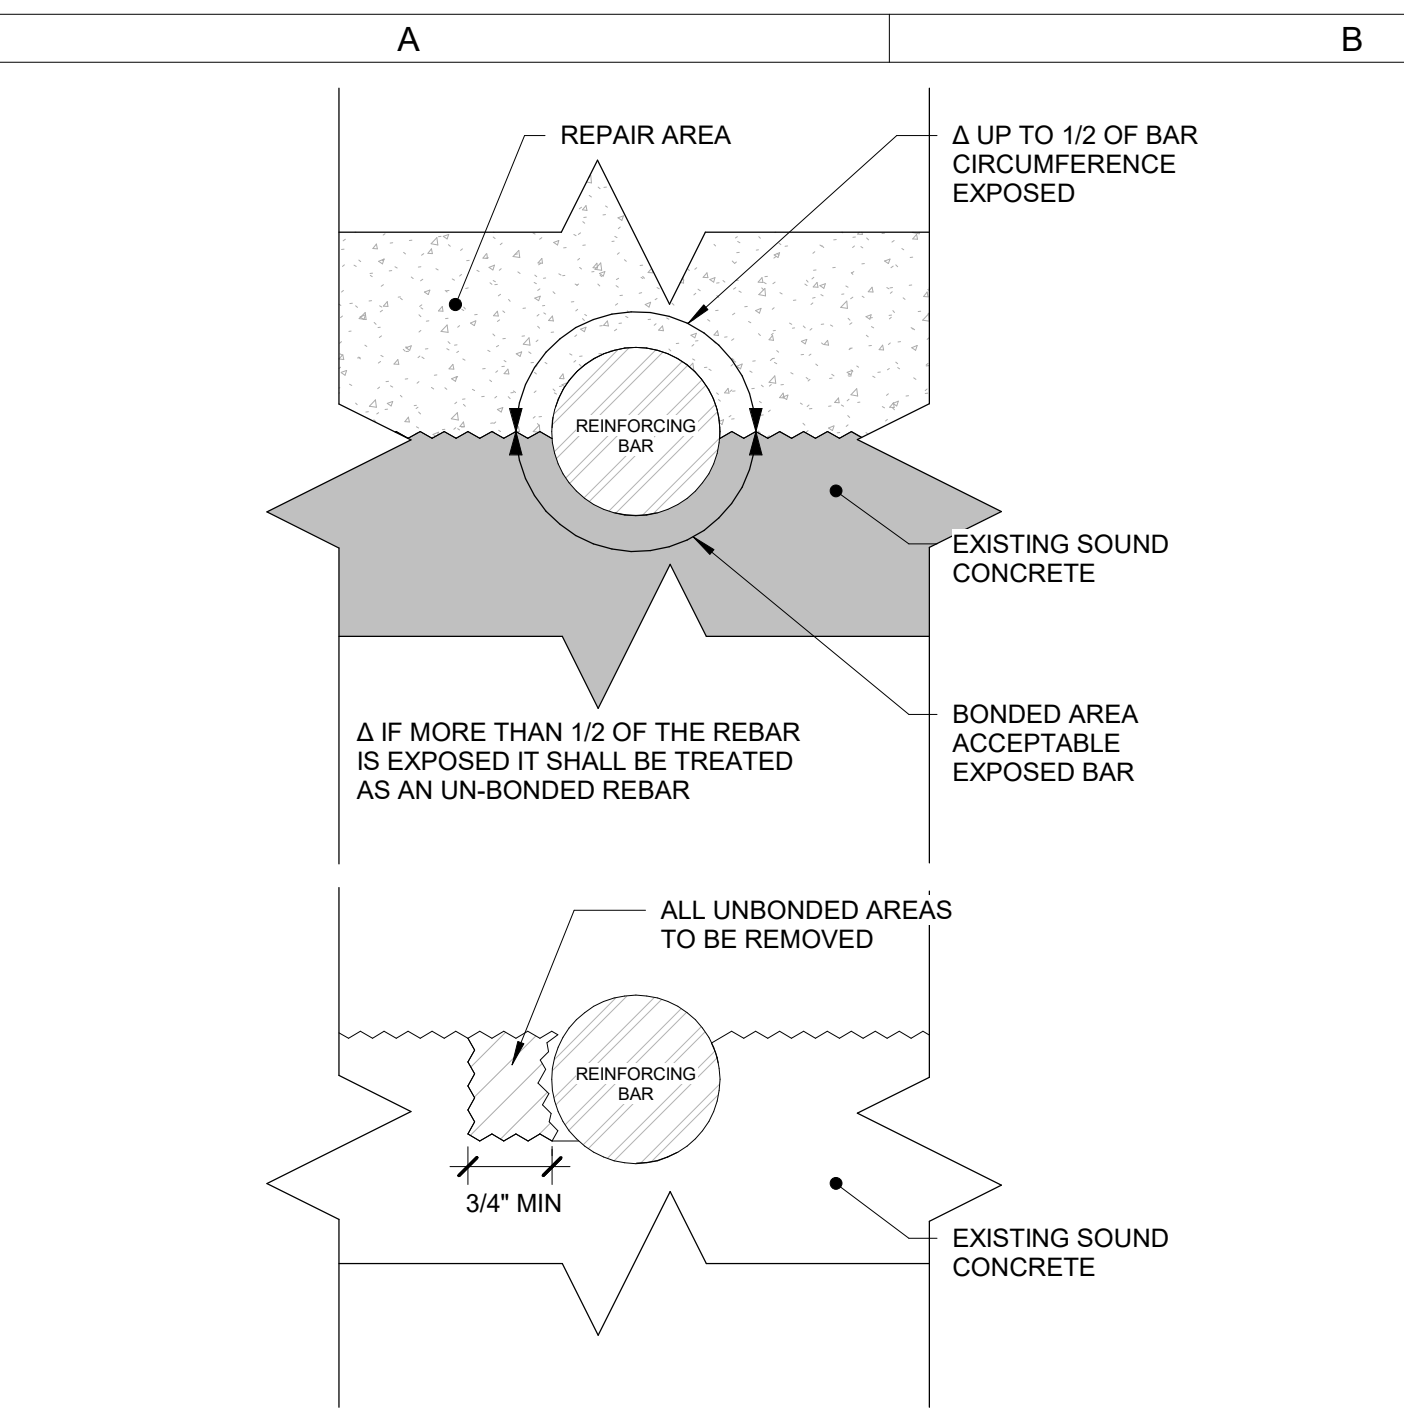 A
B
REPAIR AREA
Δ UP TO 1/2 OF BAR
CIRCUMFERENCE
EXPOSED
REINFORCING
BAR
EXISTING SOUND
CONCRETE
BONDED AREA
ACCEPTABLE
EXPOSED BAR
Δ IF MORE THAN 1/2 OF THE REBAR
IS EXPOSED IT SHALL BE TREATED
AS AN UN-BONDED REBAR
ALL UNBONDED AREAS
TO BE REMOVED
REINFORCING
BAR
3/4" MIN
EXISTING SOUND
CONCRETE